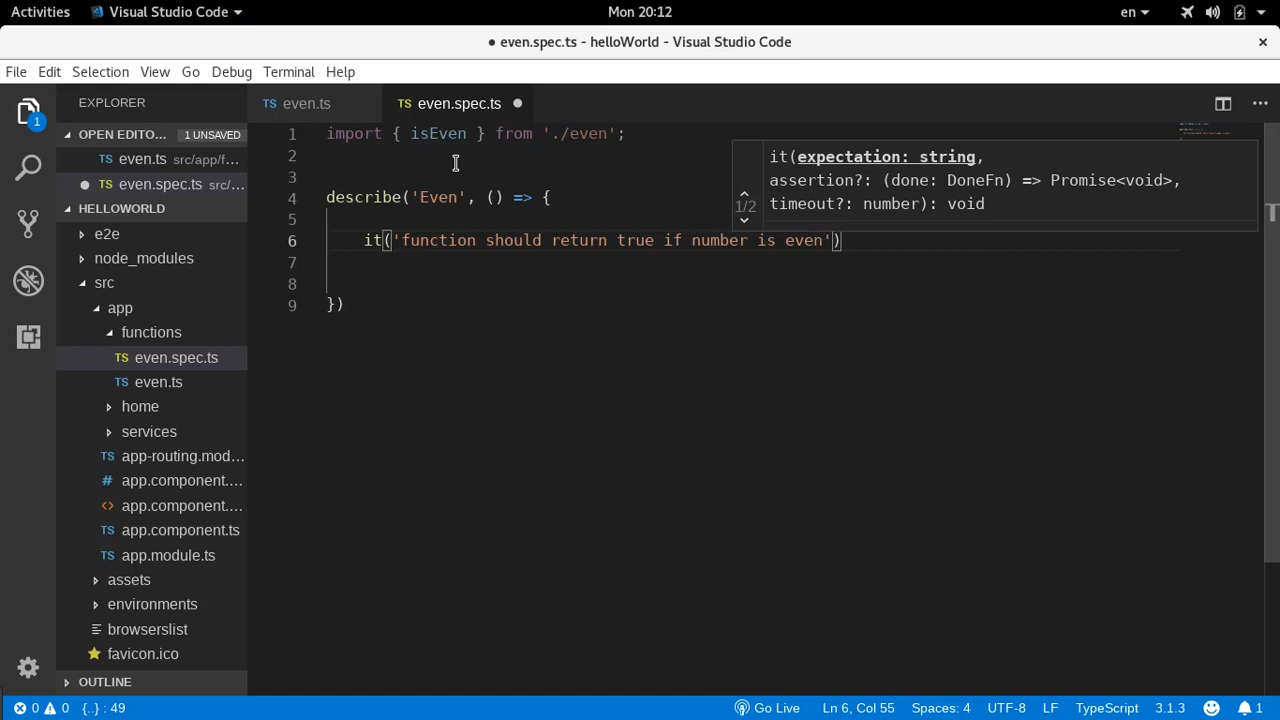 Activities Visual Studio Code Mon 20:12 en
● even.spec.ts - helloWorld - Visual Studio Code ×
File Edit Selection View Go Debug Terminal Help
EXPLORER TS even.ts TS even.spec.ts
1
OPEN EDITO... 1 UNSAVED
TS even.ts src/app/f...
TS even.spec.ts src/...
HELLOWORLD
e2e
node_modules
src
app
functions
TS even.spec.ts
TS even.ts
home
services
TS app-routing.mod...
# app.component....
<> app.component....
TS app.component.ts
TS app.module.ts
assets
environments
browserslist
favicon.ico
OUTLINE
1 import { isEven } from './even';
2
3
4 describe('Even', () => {
5
6 it('function should return true if number is even')
7
8
9 })
it(expectation: string,
assertion?: (done: DoneFn) => Promise<void>,
1/2 timeout?: number): void
0 0 {..} : 49 Go Live Ln 6, Col 55 Spaces: 4 UTF-8 LF TypeScript 3.1.3 1